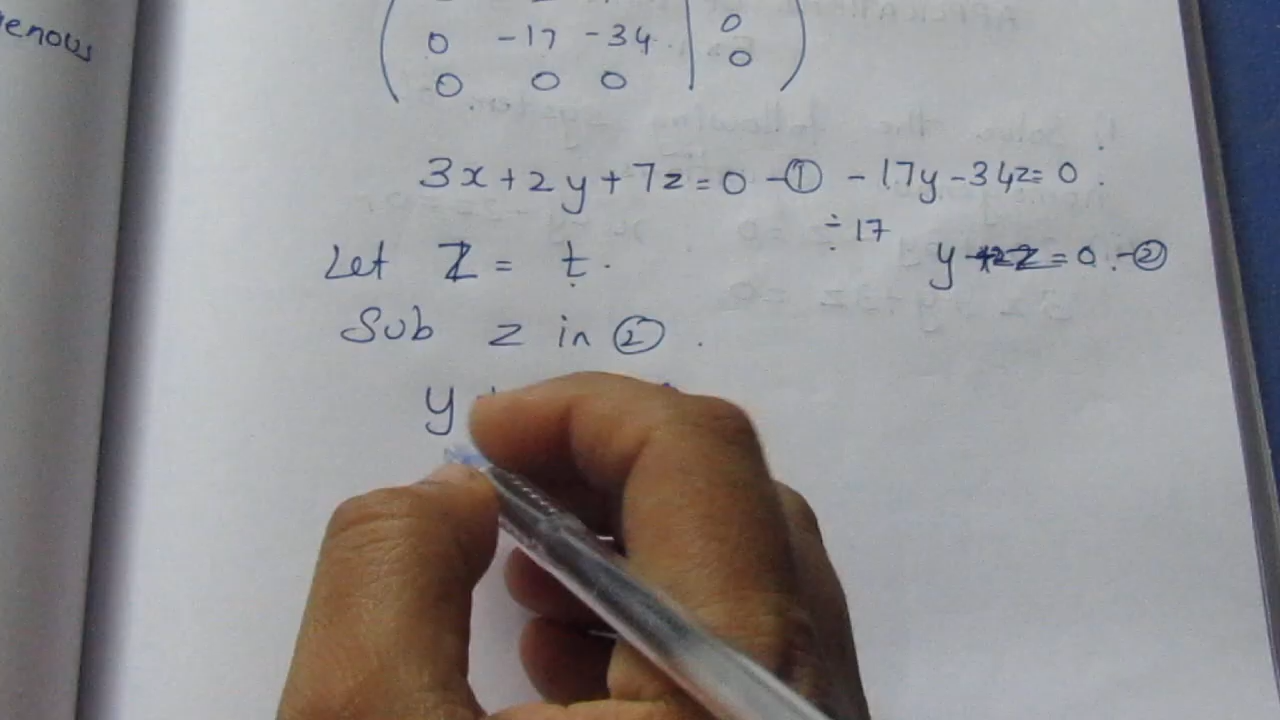 enous
0 -17 -34 | 0
0 0 0 0
3x + 2y + 7z = 0 -① -17y - 34z = 0.
÷ 17
Let Z = t. y +2z = 0. -②
Sub z in ② .
y